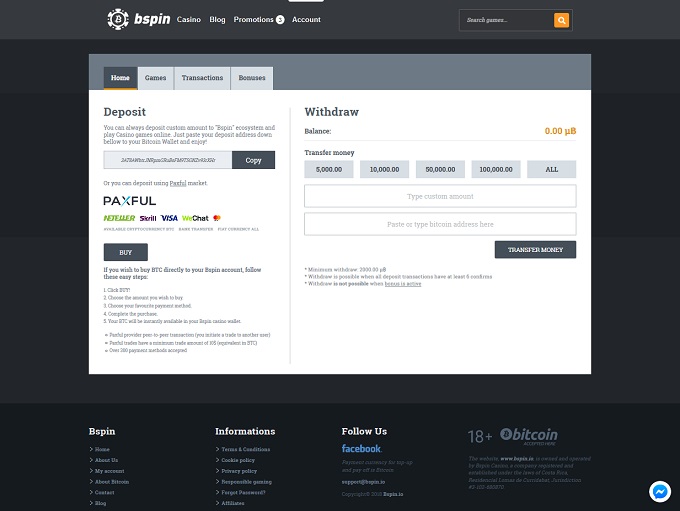 bspin Casino Blog Promotions 5 Account Search games...
Home Games Transactions Bonuses
Deposit
You can always deposit custom amount to "Bspin" ecosystem and
play Casino games online. Just paste your deposit address down
bellow to your Bitcoin Wallet and enjoy!
Copy
Or you can deposit using Paxful market.
PAXFUL
NETELLER Skrill VISA WeChat
AVAILABLE CRYPTOCURRENCY BTC BANK TRANSFER FIAT CURRENCY ALL
BUY
If you wish to buy BTC directly to your Bspin account, follow
these easy steps:
1. Click BUY!
2. Choose the amount you wish to buy.
3. Choose your favourite payment method.
4. Complete the purchase.
5. Your BTC will be instantly available in your Bspin casino wallet.
Paxful provider peer-to-peer transaction (you initiate a trade to another user)
Paxful trades have a minimum trade amount of 10$ (equivalent in BTC)
Over 300 payment methods accepted
Withdraw
Balance: 0.00 µB
Transfer money
5,000.00 10,000.00 50,000.00 100,000.00 ALL
Type custom amount
Paste or type bitcoin address here
TRANSFER MONEY
* Minimum withdraw: 2000.00 µB
* Withdraw is possible when all deposit transactions have at least 6 confirms
* Withdraw is not possible when bonus is active
Bspin
Home
About Us
My account
About Bitcoin
Contact
Blog
Informations
Terms & Conditions
Cookie policy
Privacy policy
Responsible gaming
Forgot Password?
Affiliates
Follow Us
facebook.
Payment currency for top up
and pay off is Bitcoin.
support@bspin.io
Copyright© 2018 Bspin.io
18+ bitcoin
ACCEPTED HERE
The website, www.bspin.io, is owned and operated
by Bspin Casino, a company registered and
established under the laws of Costa Rica,
Residencial Lomas de Curridabat, Jurisdiction